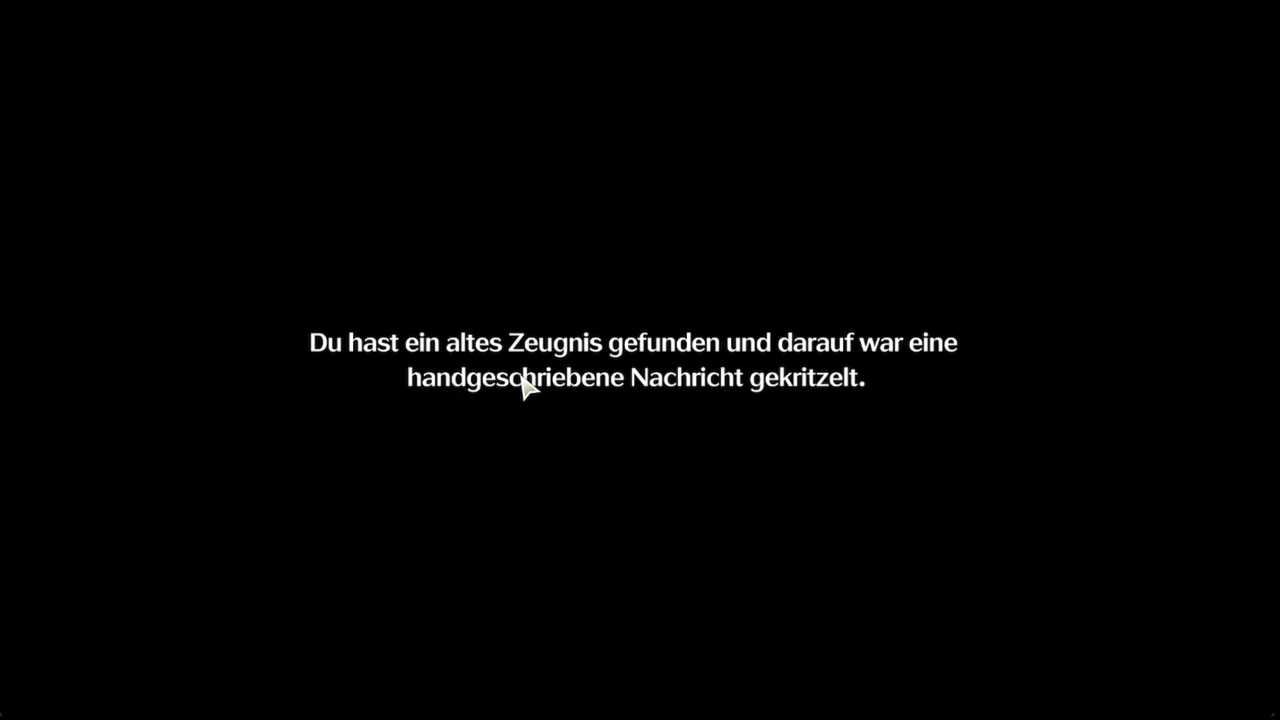 Du hast ein altes Zeugnis gefunden und darauf war eine
handgeschriebene Nachricht gekritzelt.